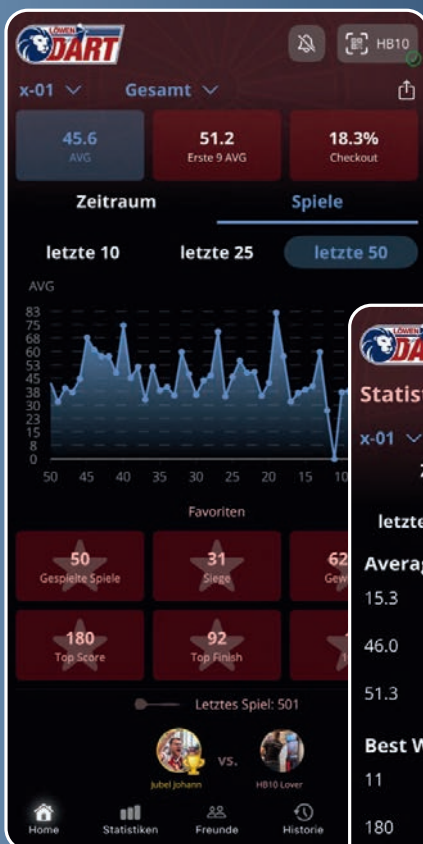 LÖWEN
DART
HB10
x-01
Gesamt
45.6
AVG
51.2
Erste 9 AVG
18.3%
Checkout
Zeitraum
Spiele
letzte 10
letzte 25
letzte 50
AVG
83
75
68
60
53
45
38
30
23
15
8
0
50 45 40 35 30 25 20 15 10
Favoriten
50
Gespielte Spiele
31
Siege
62
Gew
180
Top Score
92
Top Finish
1
1
Letztes Spiel: 501
vs.
Jubel Johann
HB10 Lover
Home
Statistiken
Freunde
Historie
LÖWEN
DA
Statist
x-01
Z
letzte
Averag
15.3
46.0
51.3
Best W
11
180